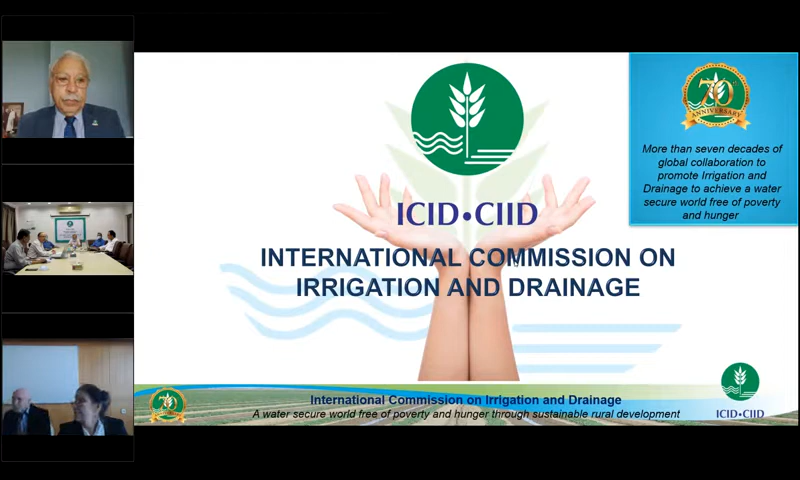 70
ANNIVERSARY
More than seven decades of
global collaboration to
promote Irrigation and
Drainage to achieve a water
secure world free of poverty
and hunger
ICID•CIID
INTERNATIONAL COMMISSION ON
IRRIGATION AND DRAINAGE
International Commission on Irrigation and Drainage
A water secure world free of poverty and hunger through sustainable rural development
ICID•CIID